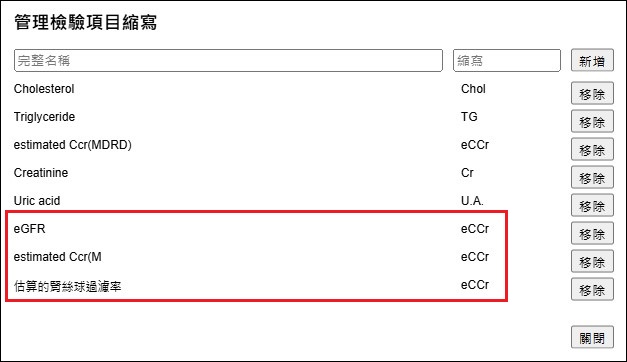 管理檢驗項目縮寫
完整名稱 縮寫 新增
Cholesterol Chol 移除
Triglyceride TG 移除
estimated Ccr(MDRD) eCCr 移除
Creatinine Cr 移除
Uric acid U.A. 移除
eGFR eCCr 移除
estimated Ccr(M eCCr 移除
估算的腎絲球過濾率 eCCr 移除
關閉